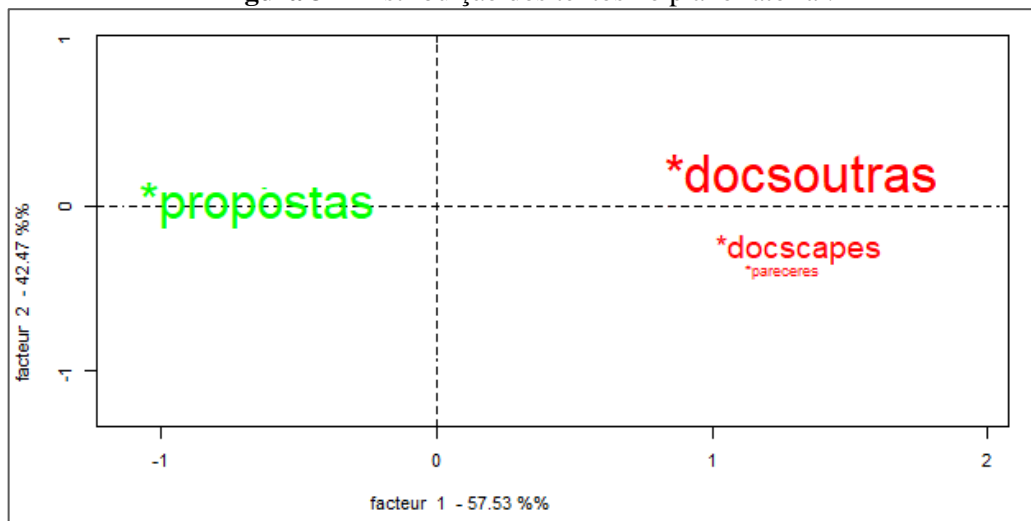 1
*docsoutras
*propostas
0
*docscapes
*pareceres
-1
facteur 2 - 42.47 %%
-1 0 1 2
facteur 1 - 57.53 %%